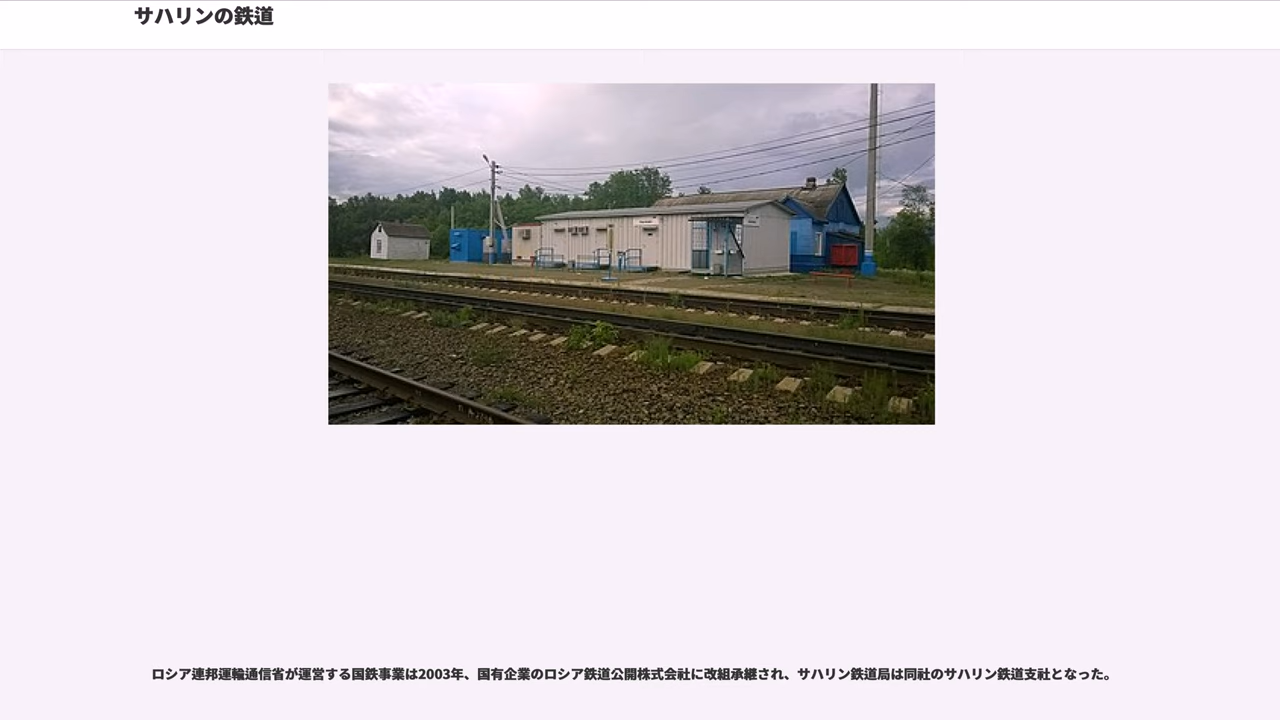 サハリンの鉄道
ロシア連邦運輸通信省が運営する国鉄事業は2003年、国有企業のロシア鉄道公開株式会社に改組承継され、サハリン鉄道局は同社のサハリン鉄道支社となった。